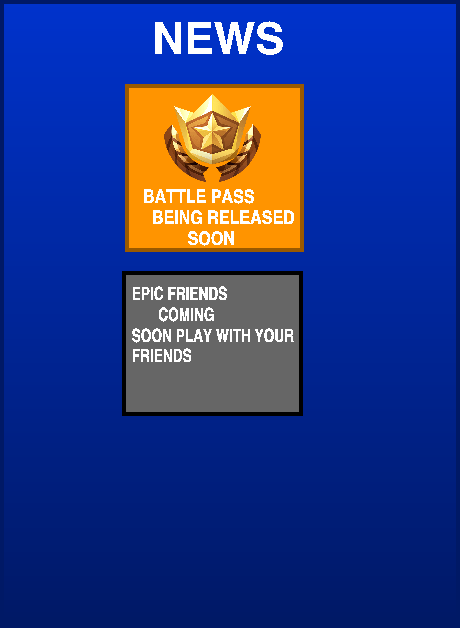 NEWS
BATTLE PASS
BEING RELEASED
SOON
EPIC FRIENDS
COMING
SOON PLAY WITH YOUR
FRIENDS